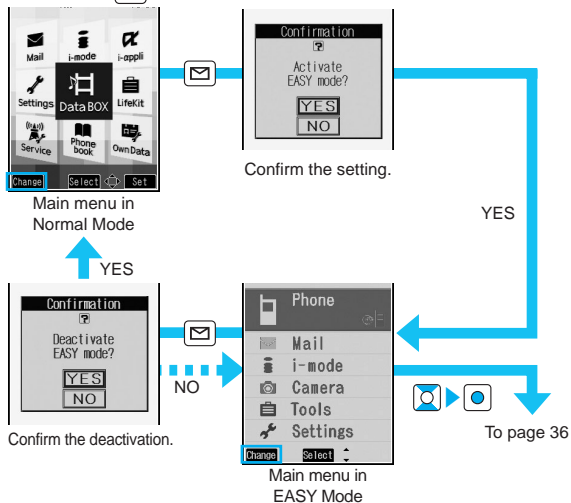 Mail i-mode i-αppli
Settings Data BOX LifeKit
Service Phone book Own Data
Change Select Set
Main menu in
Normal Mode
Confirmation
?
Activate
EASY mode?
YES
NO
Confirm the setting.
YES
YES
Confirmation
?
Deactivate
EASY mode?
YES
NO
Confirm the deactivation.
NO
Phone
Mail
i-mode
Camera
Tools
Settings
Change Select
Main menu in
EASY Mode
To page 36